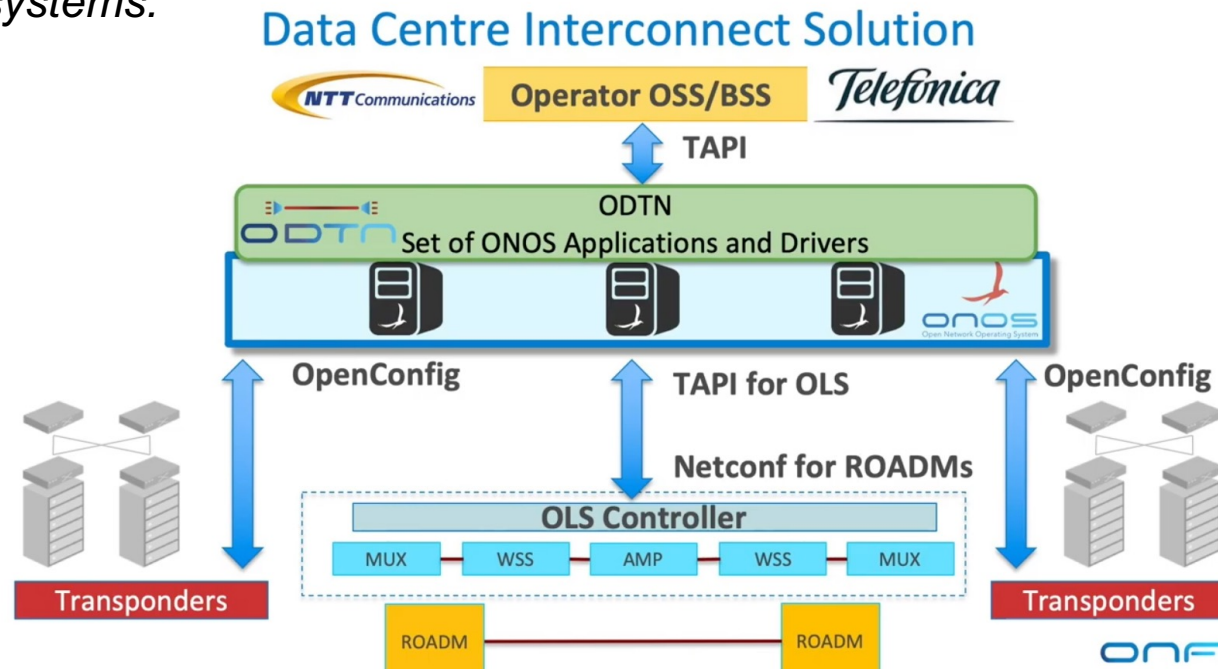 systems.
Data Centre Interconnect Solution
NTT Communications
Operator OSS/BSS
Telefónica
TAPI
ODTN
ODTN
Set of ONOS Applications and Drivers
onos
Open Network Operating System
OpenConfig
TAPI for OLS
OpenConfig
Netconf for ROADMs
OLS Controller
MUX
WSS
AMP
WSS
MUX
Transponders
Transponders
ROADM
ROADM